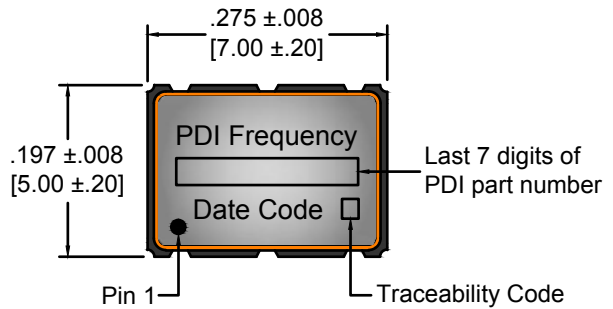 .275 ±.008
[7.00 ±.20]
.197 ±.008
[5.00 ±.20]
PDI Frequency
Date Code
Last 7 digits of
PDI part number
Pin 1
Traceability Code